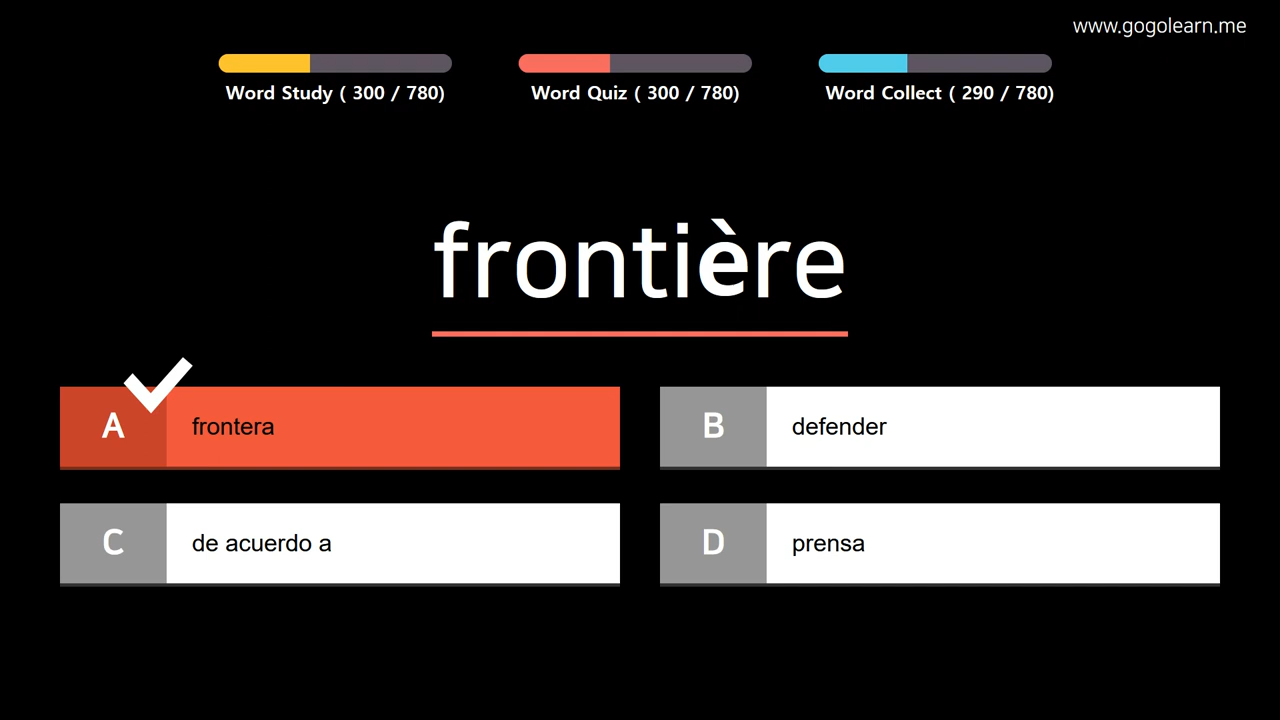 www.gogolearn.me
Word Study ( 300 / 780)
Word Quiz ( 300 / 780)
Word Collect ( 290 / 780)
frontière
A frontera
B defender
C de acuerdo a
D prensa